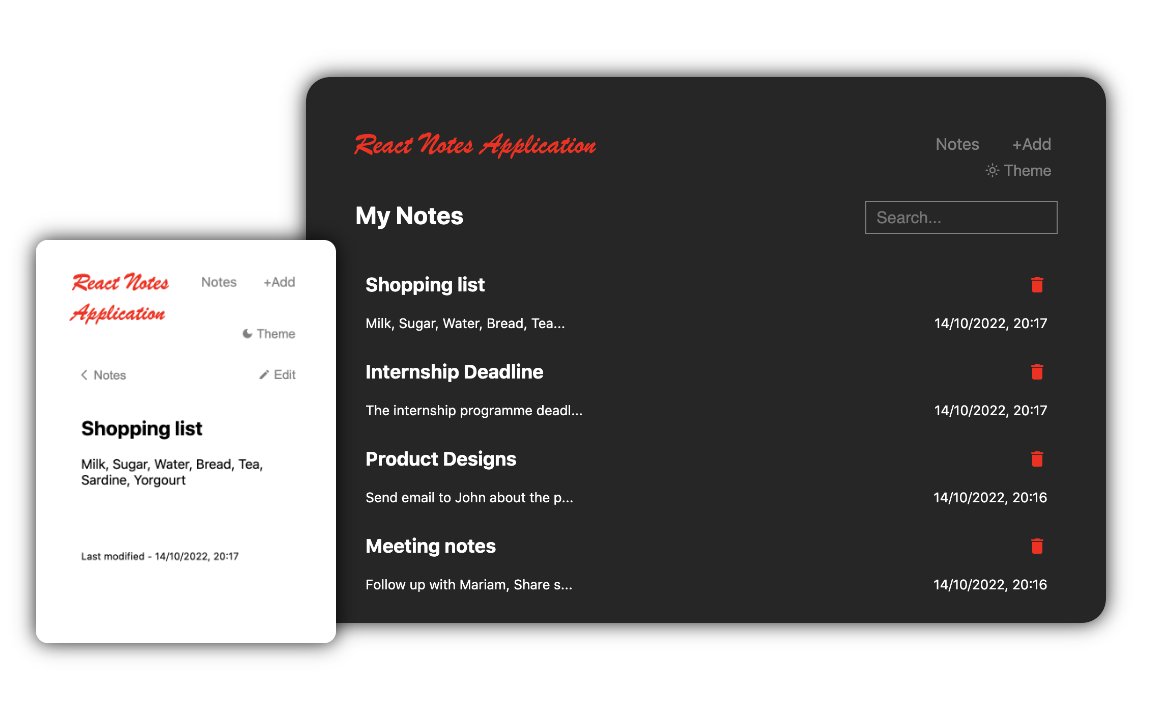 React Notes Application
Notes +Add
Theme
My Notes
Search...
Shopping list
Milk, Sugar, Water, Bread, Tea...
14/10/2022, 20:17
Internship Deadline
The internship programme deadl...
14/10/2022, 20:17
Product Designs
Send email to John about the p...
14/10/2022, 20:16
Meeting notes
Follow up with Mariam, Share s...
14/10/2022, 20:16
React Notes
Application
Notes +Add
Theme
Notes
Edit
Shopping list
Milk, Sugar, Water, Bread, Tea,
Sardine, Yorgourt
Last modified - 14/10/2022, 20:17